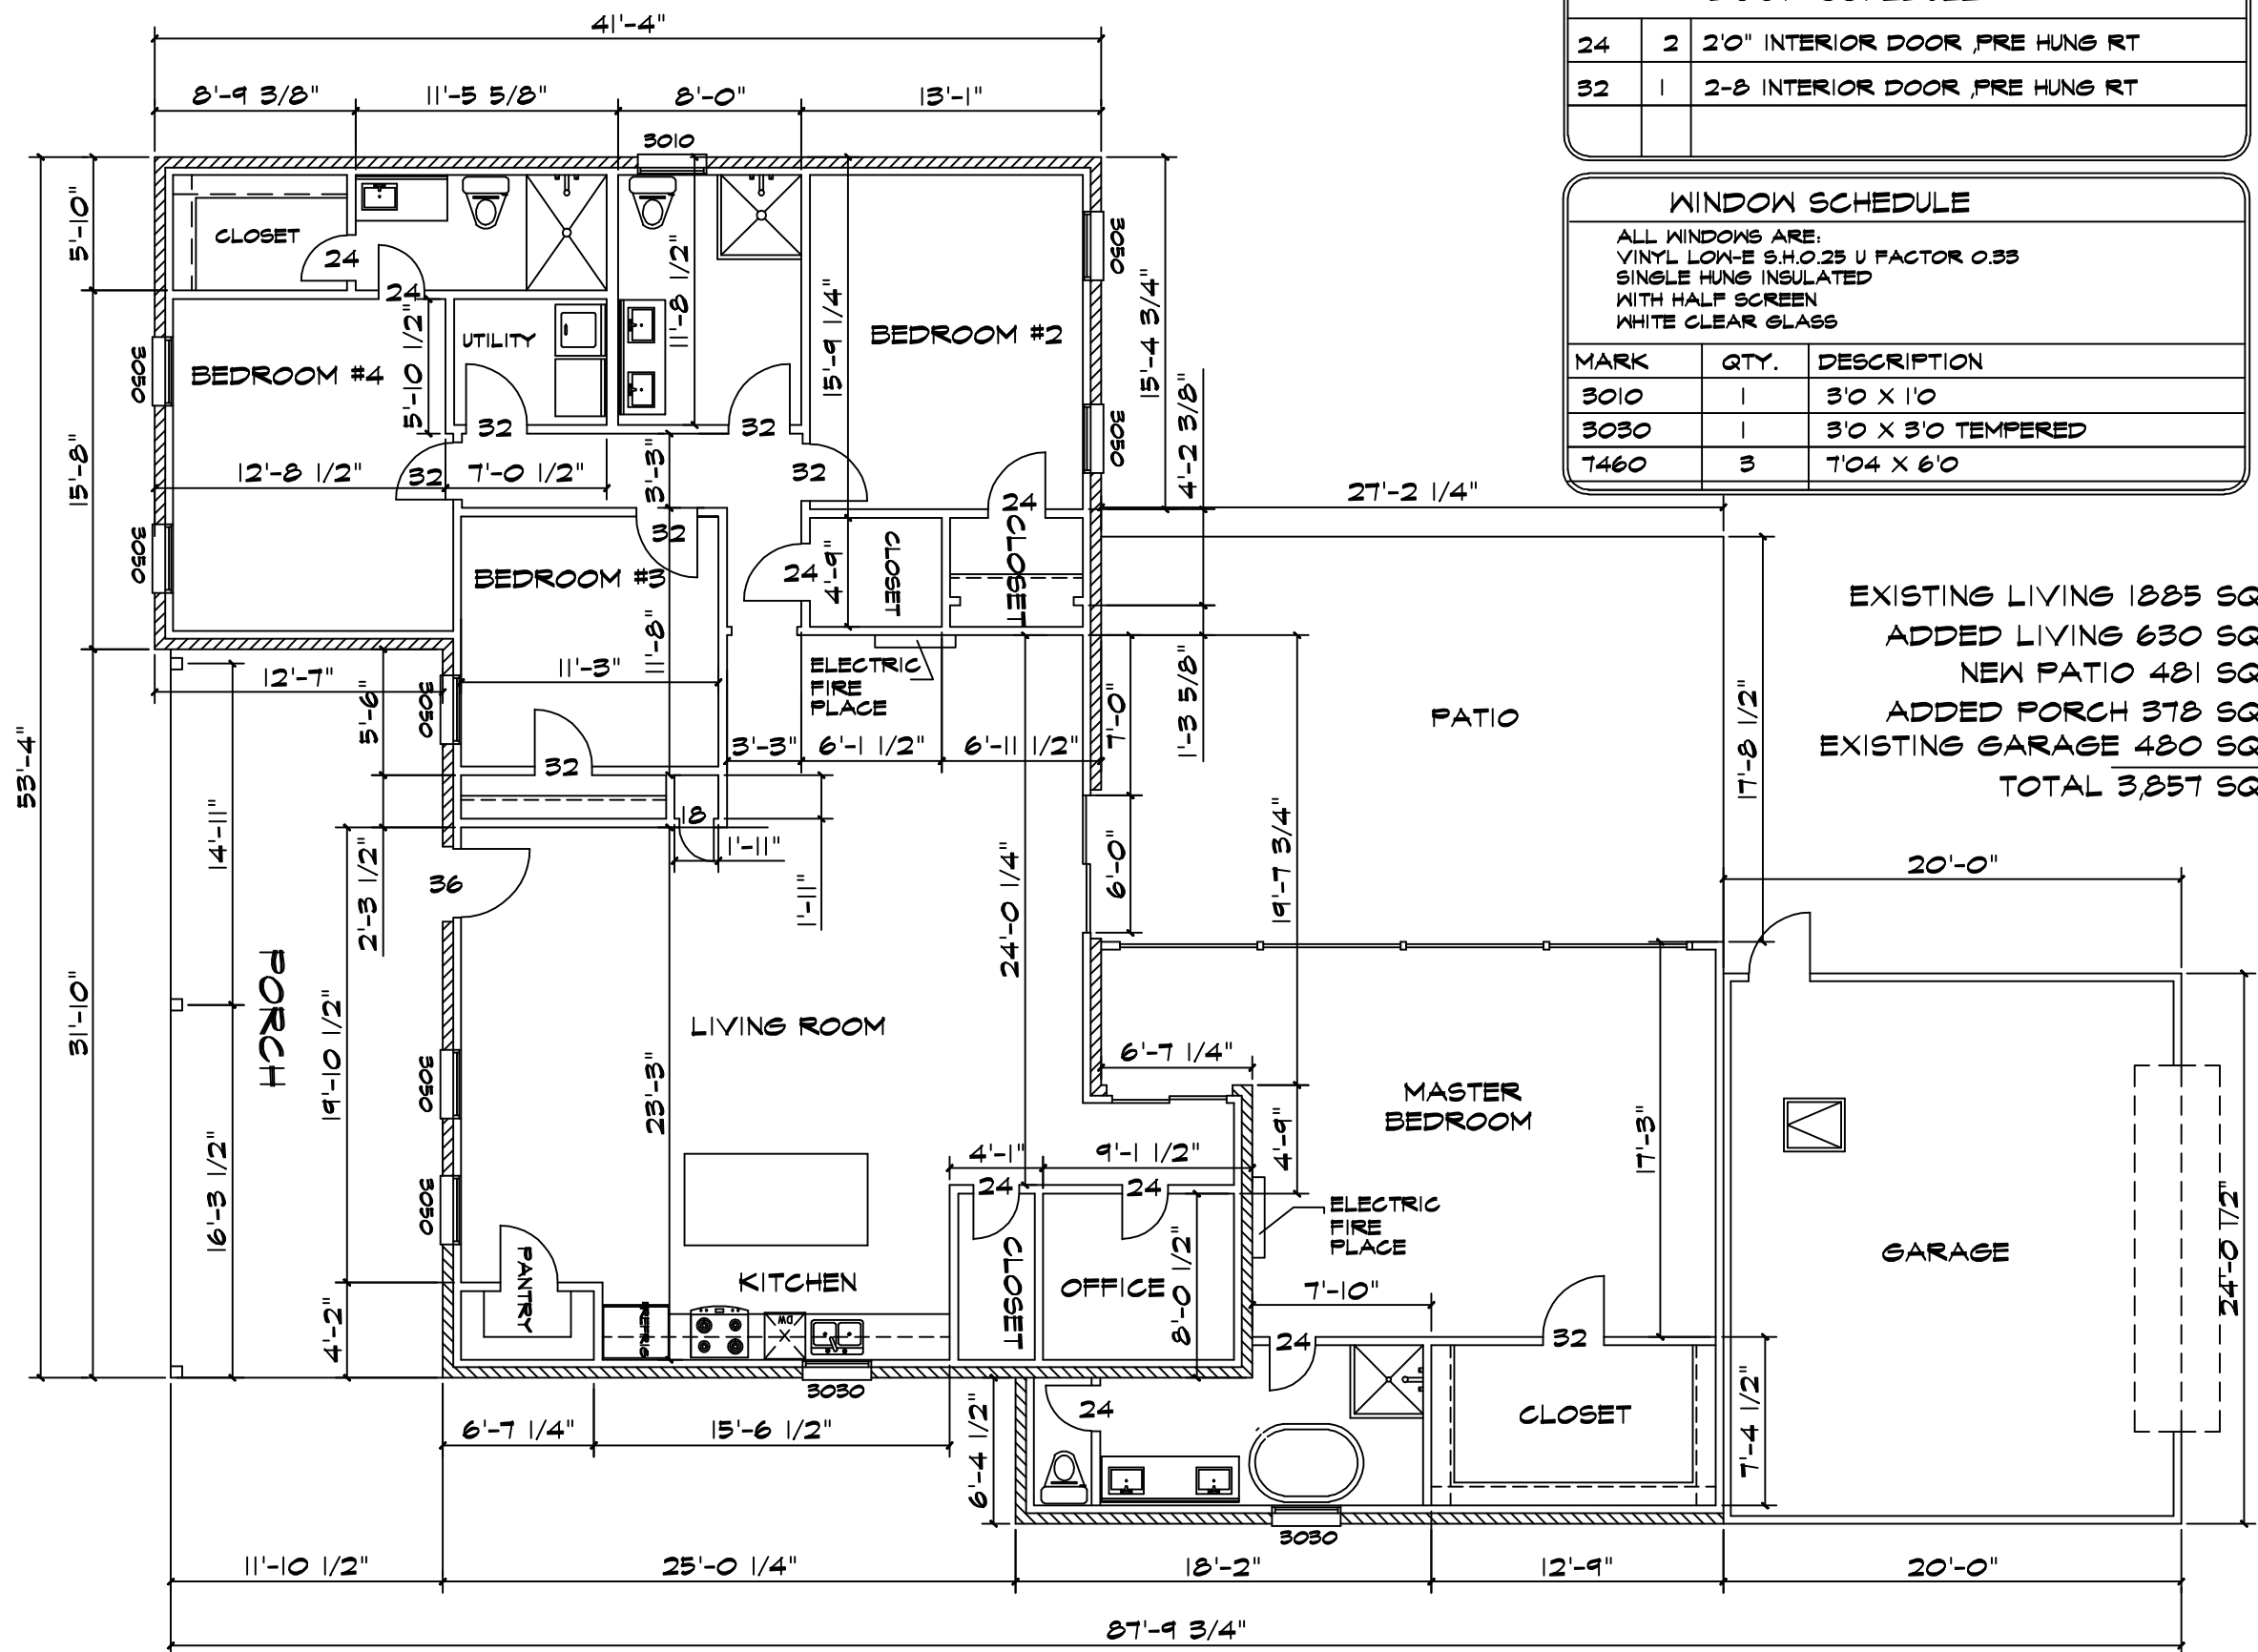 41'-4"
8'-9 3/8" 11'-5 5/8" 8'-0" 13'-1"
24 2 2'0" INTERIOR DOOR ,PRE HUNG RT
32 1 2-8 INTERIOR DOOR ,PRE HUNG RT
WINDOW SCHEDULE
ALL WINDOWS ARE:
VINYL LOW-E S.H.0.25 U FACTOR 0.33
SINGLE HUNG INSULATED
WITH HALF SCREEN
WHITE CLEAR GLASS
MARK QTY. DESCRIPTION
3010 1 3'0 X 1'0
3030 1 3'0 X 3'0 TEMPERED
7460 3 7'04 X 6'0
EXISTING LIVING 1885 SQ
ADDED LIVING 630 SQ
NEW PATIO 481 SQ
ADDED PORCH 378 SQ
EXISTING GARAGE 480 SQ
TOTAL 3,857 SQ
3010
5'-10"
CLOSET
24
24
11'-8 1/2"
3050
15'-9 1/4"
15'-4 3/4"
BEDROOM #2
UTILITY
5'-10 1/2"
BEDROOM #4
3050
32
32
3050
4'-2 3/8"
15'-8"
12'-8 1/2"
32
7'-0 1/2"
3'-3"
32
24
27'-2 1/4"
3050
32
BEDROOM #3
24
4'-9"
CLOSET
CLOSET
12'-7"
5'-6"
3050
11'-3"
11'-8"
ELECTRIC
FIRE
PLACE
7'-0"
1'-3 5/8"
PATIO
17'-8 1/2"
53'-4"
3'-3" 6'-1 1/2" 6'-11 1/2"
32
18
1'-11"
1'-11"
14'-11"
2'-3 1/2"
36
6'-0"
19'-7 3/4"
24'-0 1/4"
20'-0"
31'-10"
PORCH
19'-10 1/2"
LIVING ROOM
23'-3"
3050
6'-7 1/4"
MASTER
BEDROOM
17'-3"
16'-3 1/2"
3050
4'-1" 9'-1 1/2"
4'-9"
24
24
ELECTRIC
FIRE
PLACE
GARAGE
24'-0 1/2"
PANTRY
KITCHEN
CLOSET
OFFICE
8'-0 1/2"
7'-10"
4'-2"
REFRIG
DW
24
32
3030
24
CLOSET
7'-4 1/2"
6'-7 1/4" 15'-6 1/2"
6'-4 1/2"
3030
11'-10 1/2" 25'-0 1/4" 18'-2" 12'-9" 20'-0"
87'-9 3/4"